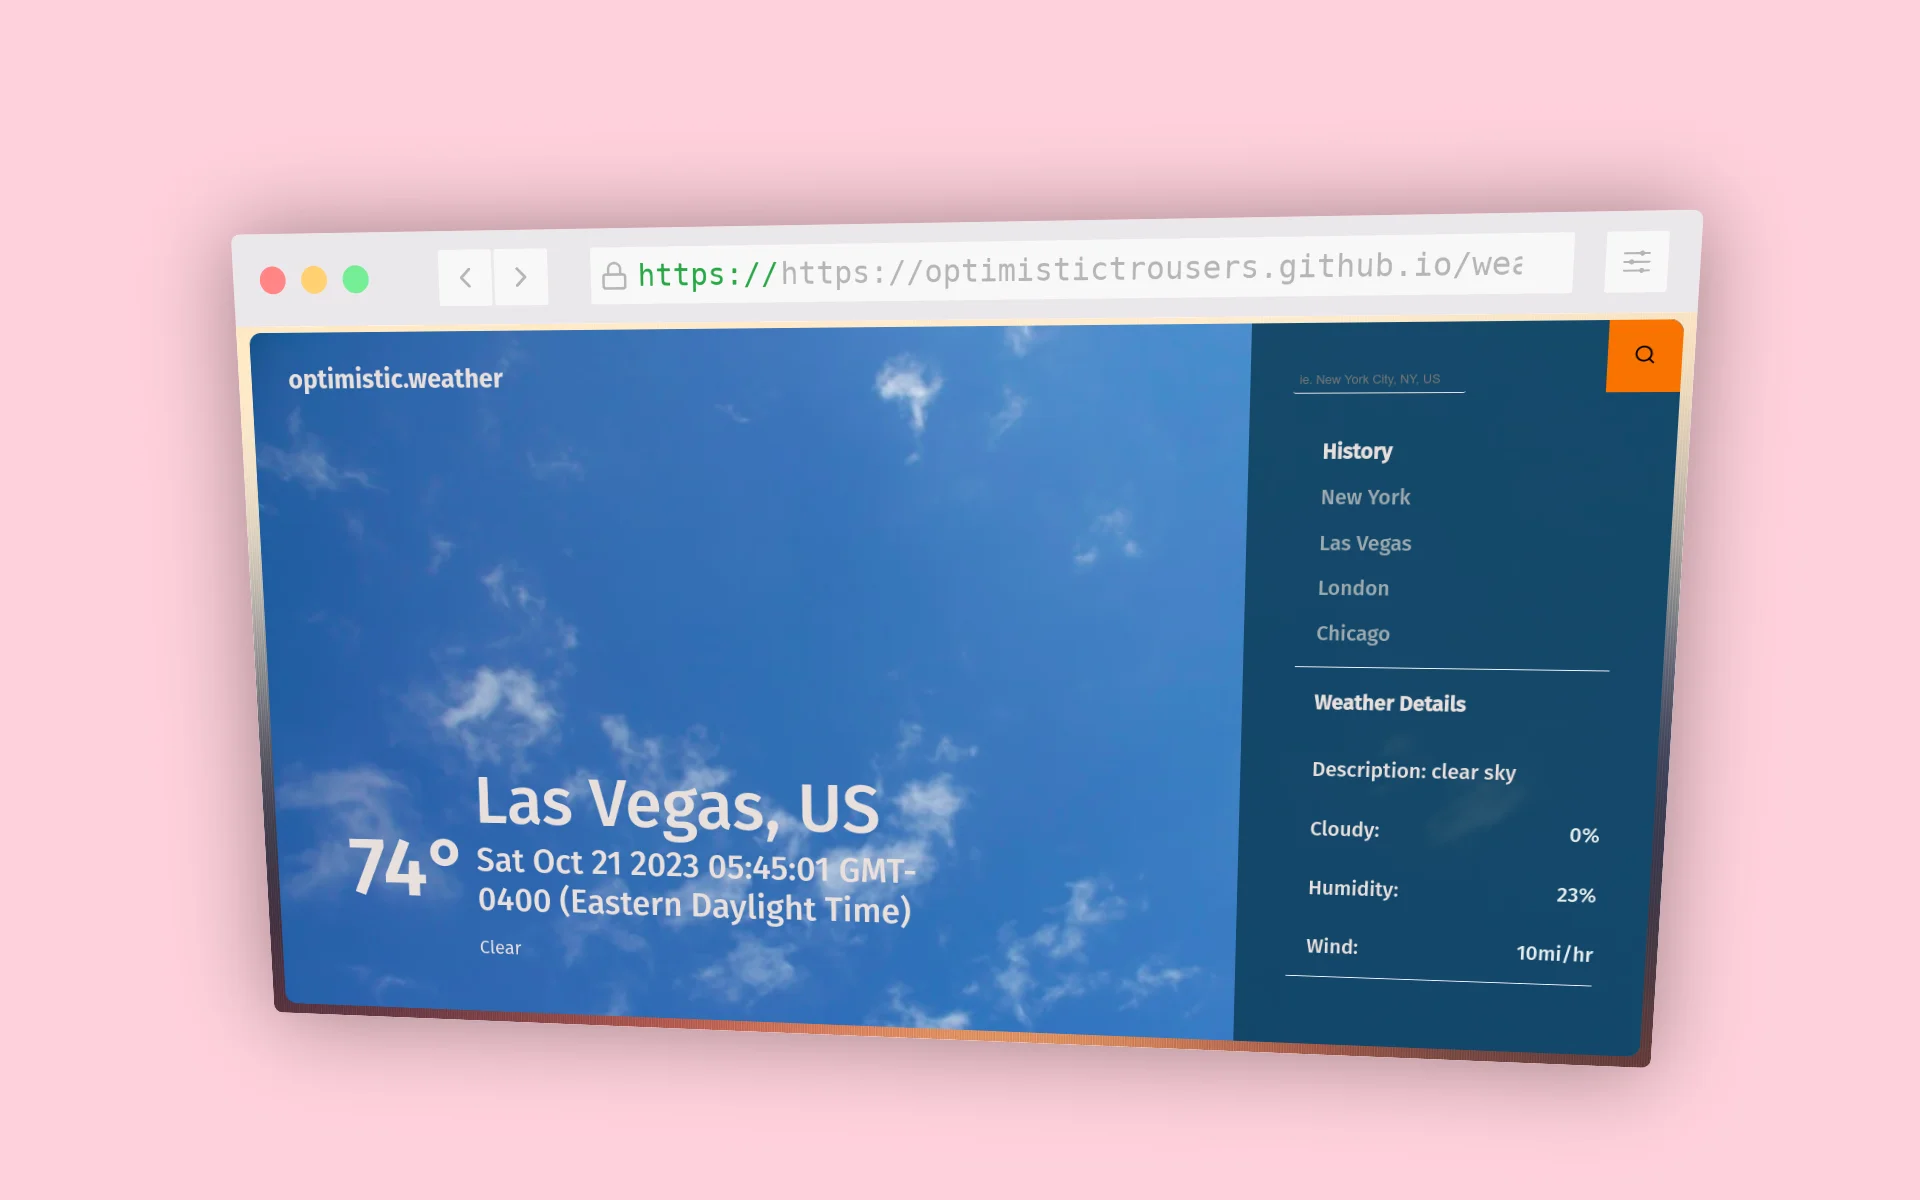 https://https://optimistictrousers.github.io/wea
optimistic.weather
ie. New York City, NY, US
History
New York
Las Vegas
London
Chicago
Weather Details
Description: clear sky
Cloudy: 0%
Humidity: 23%
Wind: 10mi/hr
74°
Las Vegas, US
Sat Oct 21 2023 05:45:01 GMT-
0400 (Eastern Daylight Time)
Clear